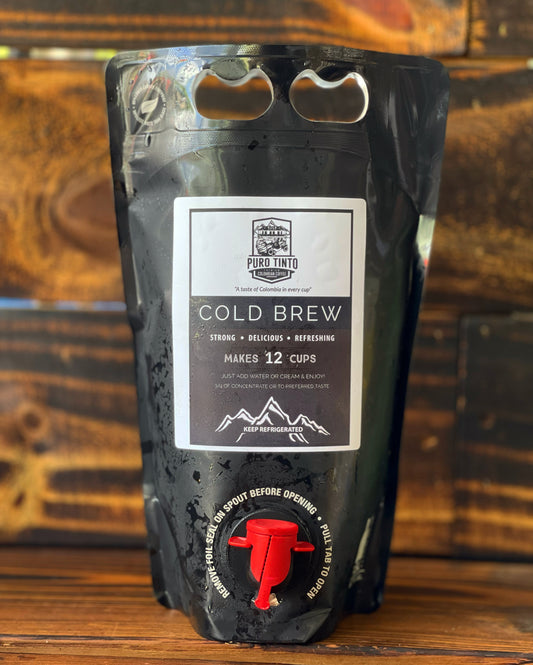 PURO TINTO
COLOMBIAN COFFEE
"A taste of Colombia in every cup"
COLD BREW
STRONG • DELICIOUS • REFRESHING
MAKES 12 CUPS
JUST ADD WATER OR CREAM & ENJOY!
OF CONCENTRATE OR TO PREFERRED TASTE
KEEP REFRIGERATED
REMOVE FOIL SEAL ON SPOUT BEFORE OPENING • PULL TAB TO OPEN